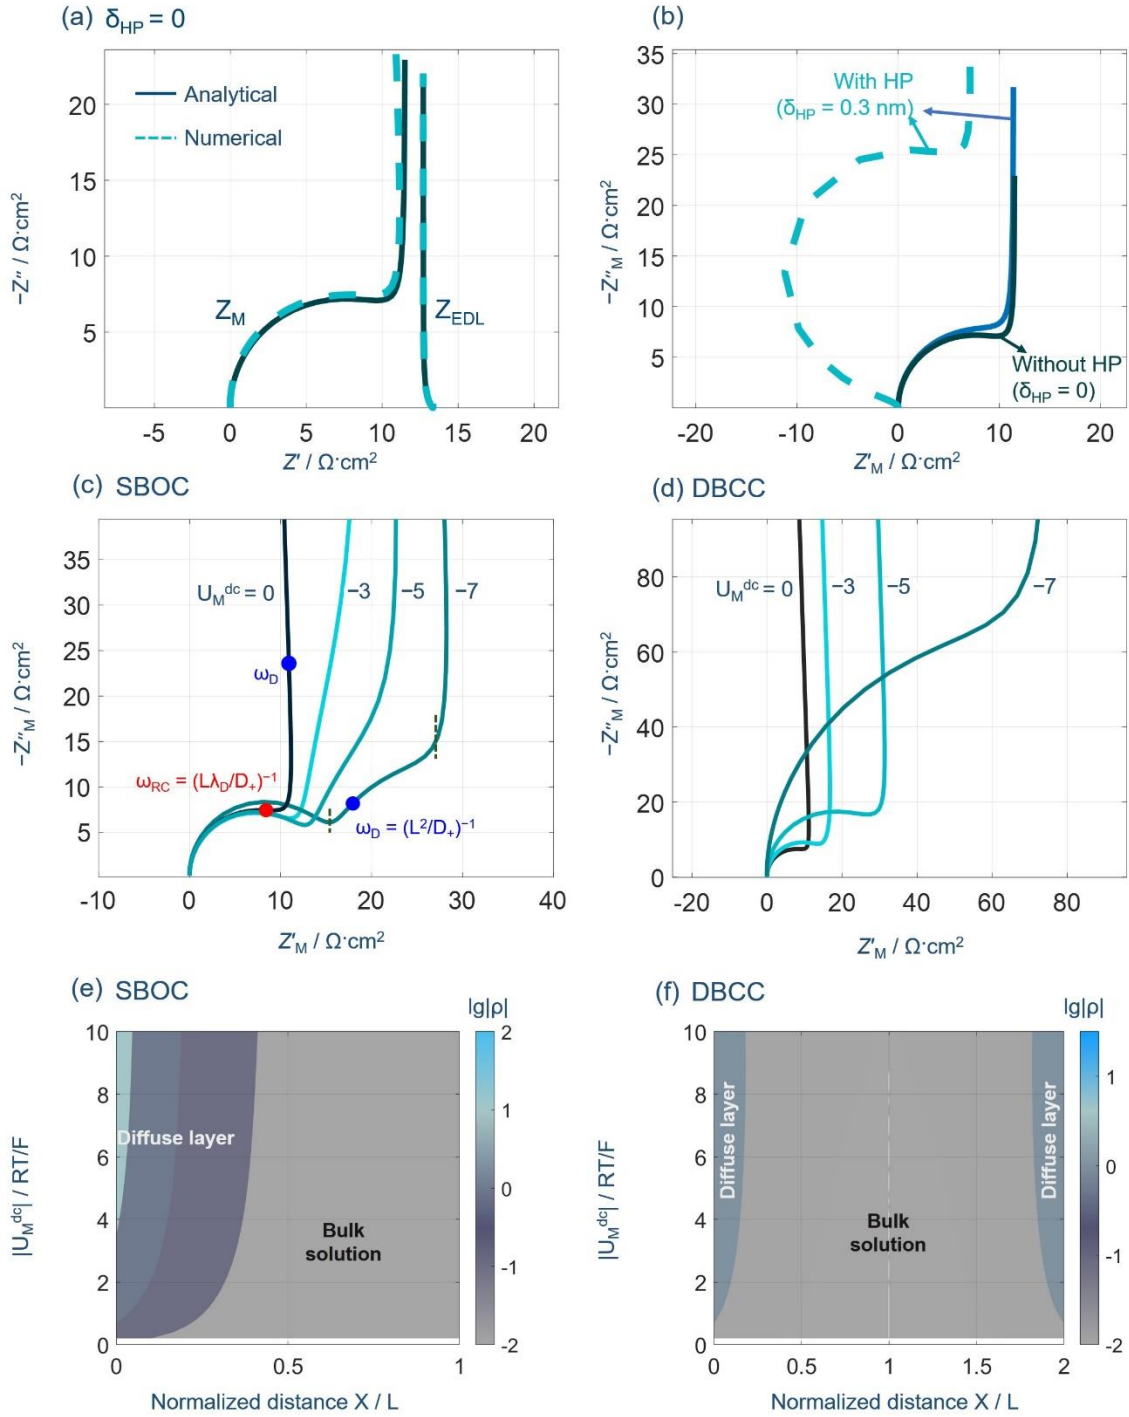 (a) δHP = 0
20
15
10
5
-5
0
5
10
15
20
−Z″ / Ω·cm²
Z′ / Ω·cm²
Analytical
Numerical
ZM
ZEDL
(b)
35
30
25
20
15
10
5
-20
-10
0
10
20
−Z″M / Ω·cm²
Z′M / Ω·cm²
With HP
(δHP = 0.3 nm)
Without HP
(δHP = 0)
(c) SBOC
35
30
25
20
15
10
5
-10
0
10
20
30
40
−Z″M / Ω·cm²
Z′M / Ω·cm²
UMdc = 0
−3
−5
−7
ωD
ωRC = (LλD/D+)−1
ωD = (L²/D+)−1
(d) DBCC
80
60
40
20
0
-20
0
20
40
60
80
−Z″M / Ω·cm²
Z′M / Ω·cm²
UMdc = 0
−3
−5
−7
(e) SBOC
lg|ρ|
10
8
6
4
2
0
0
0.5
1
2
1
0
-1
-2
|UMdc| / RT/F
Diffuse layer
Bulk
solution
Normalized distance X / L
(f) DBCC
lg|ρ|
10
8
6
4
2
0
0
0.5
1
1.5
2
1
0
-1
-2
|UMdc| / RT/F
Diffuse layer
Bulk
solution
Diffuse layer
Normalized distance X / L